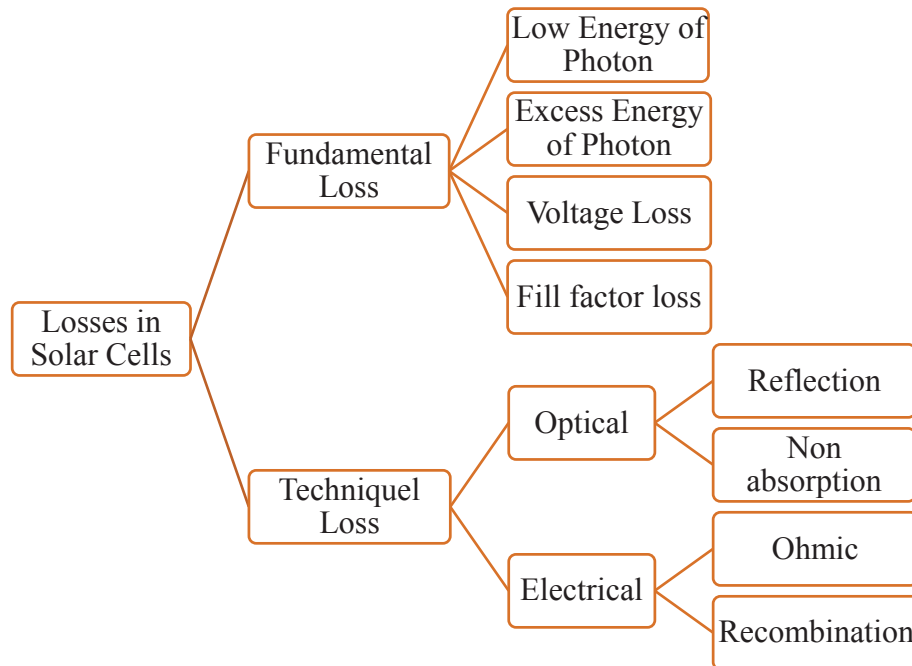 Losses in
Solar Cells
Fundamental
Loss
Low Energy of
Photon
Excess Energy
of Photon
Voltage Loss
Fill factor loss
Techniquel
Loss
Optical
Reflection
Non
absorption
Electrical
Ohmic
Recombination